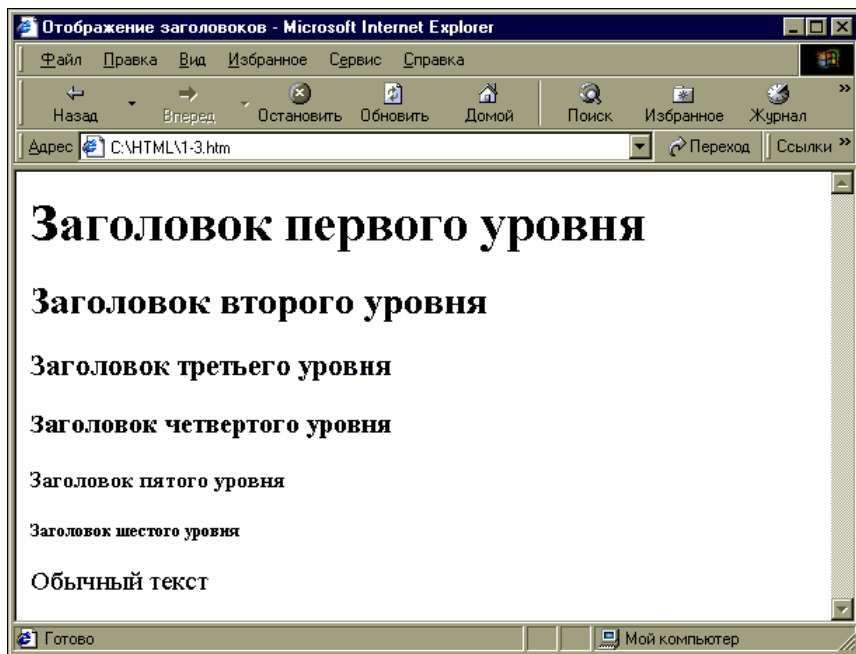 Отображение заголовоков - Microsoft Internet Explorer
Файл Правка Вид Избранное Сервис Справка
Назад Вперед Остановить Обновить Домой Поиск Избранное Журнал »
Адрес C:\HTML\1-3.htm Переход Ссылки »
Заголовок первого уровня
Заголовок второго уровня
Заголовок третьего уровня
Заголовок четвертого уровня
Заголовок пятого уровня
Заголовок шестого уровня
Обычный текст
Готово Мой компьютер